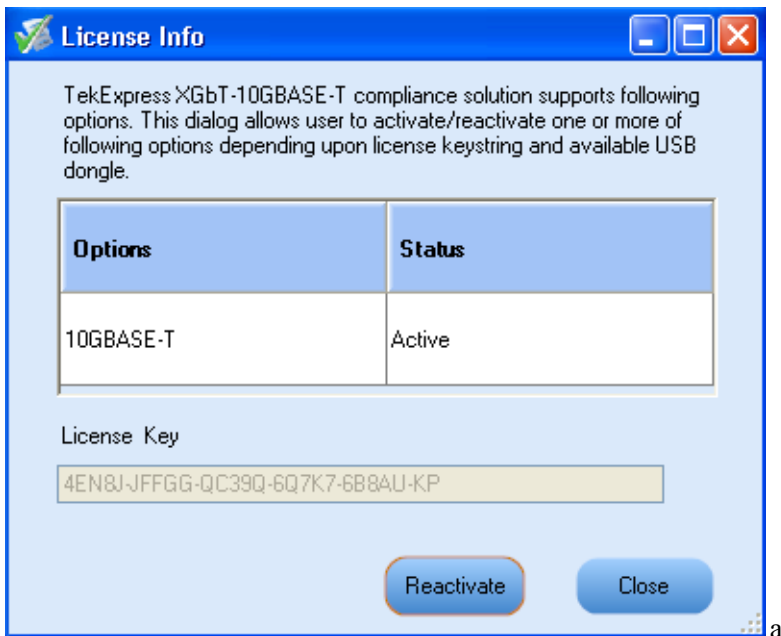 License Info
TekExpress XGbT-10GBASE-T compliance solution supports following
options. This dialog allows user to activate/reactivate one or more of
following options depending upon license keystring and available USB
dongle.
Options Status
10GBASE-T Active
License Key
4EN8J-JFFGG-QC39Q-6Q7K7-6B8AU-KP
Reactivate Close
a